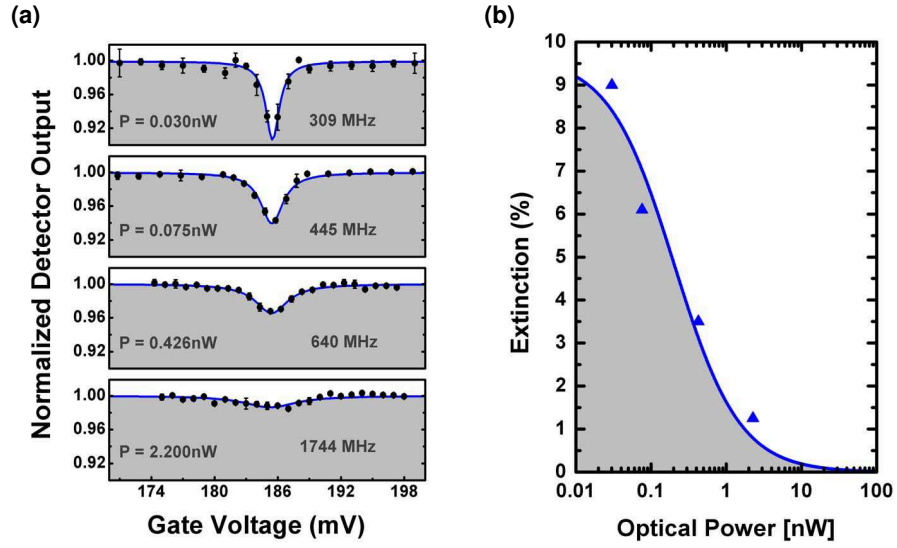 (a)
Normalized Detector Output
1.00
0.96
0.92
P = 0.030nW
309 MHz
1.00
0.96
0.92
P = 0.075nW
445 MHz
1.00
0.96
0.92
P = 0.426nW
640 MHz
1.00
0.96
0.92
P = 2.200nW
1744 MHz
174 180 186 192 198
Gate Voltage (mV)
(b)
Extinction (%)
10
9
8
7
6
5
4
3
2
1
0
0.01 0.1 1 10 100
Optical Power [nW]